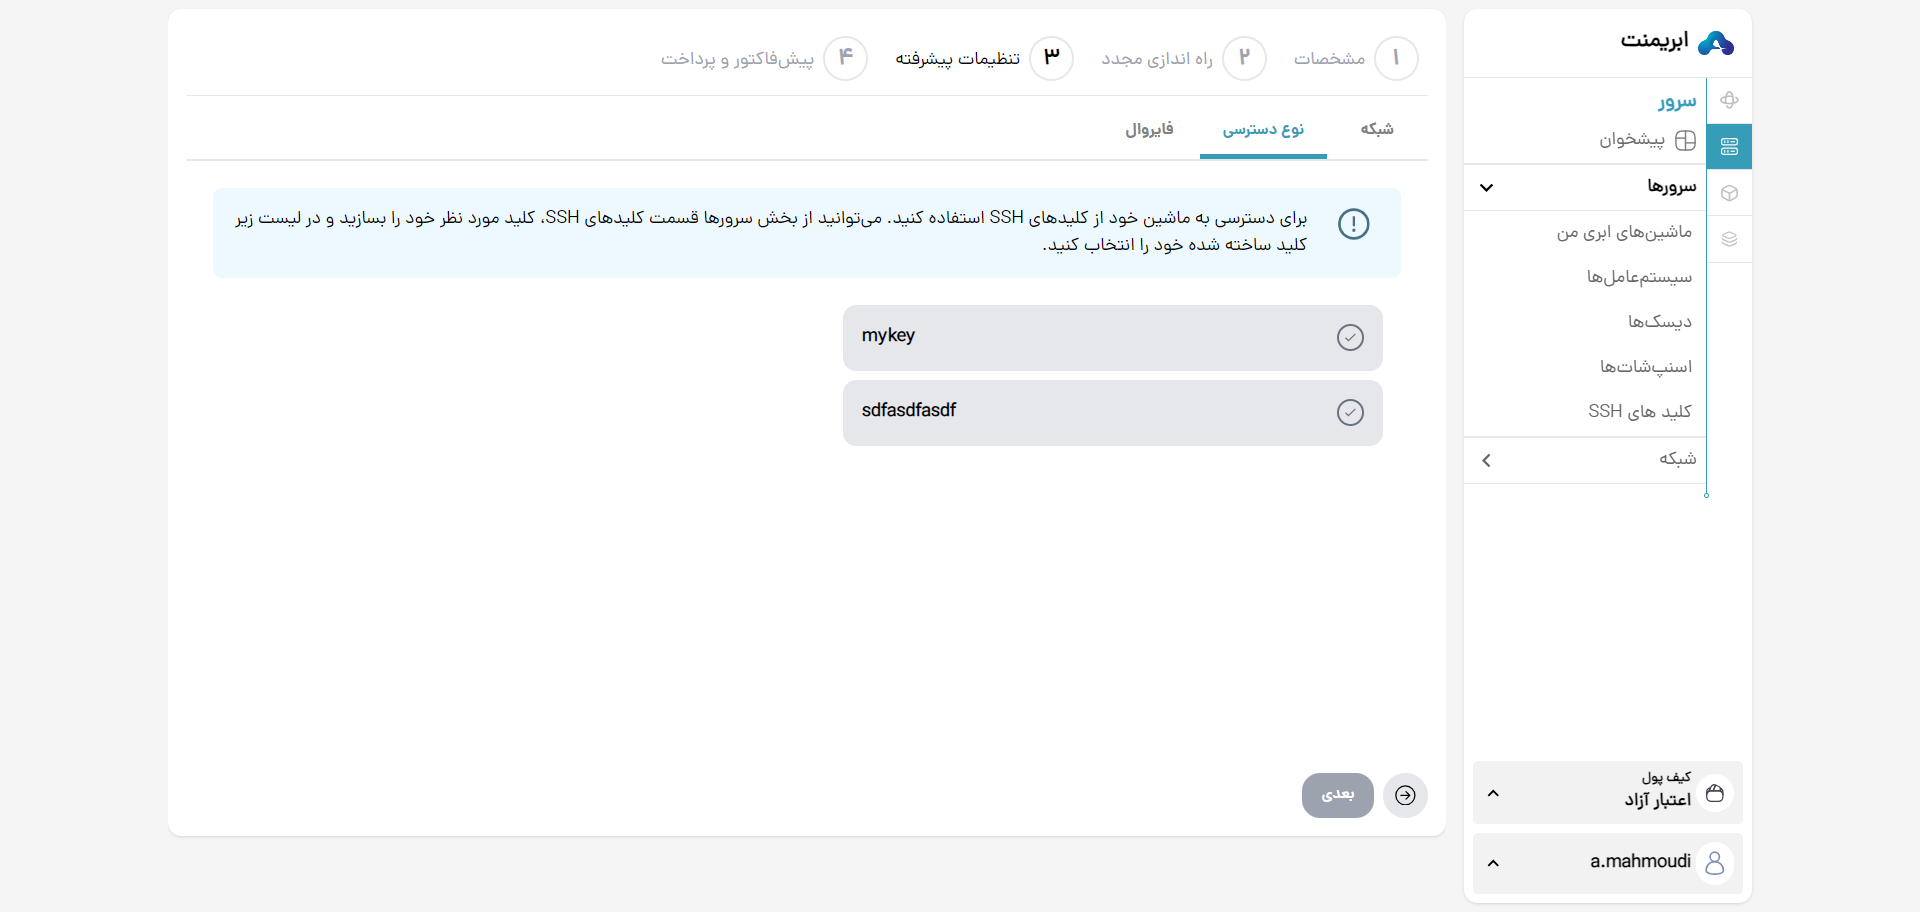 ابریمنت
سرور
پیشخوان
سرورها
ماشین‌های ابری من
سیستم‌عامل‌ها
دیسک‌ها
اسنپ‌شات‌ها
کلید های SSH
شبکه
کیف پول
اعتبار آزاد
a.mahmoudi
۱ مشخصات ۲ راه اندازی مجدد ۳ تنظیمات پیشرفته ۴ پیش‌فاکتور و پرداخت
شبکه نوع دسترسی فایروال
برای دسترسی به ماشین خود از کلیدهای SSH استفاده کنید. می‌توانید از بخش سرورها قسمت کلیدهای SSH، کلید مورد نظر خود را بسازید و در لیست زیر
کلید ساخته شده خود را انتخاب کنید.
mykey
sdfasdfasdf
بعدی